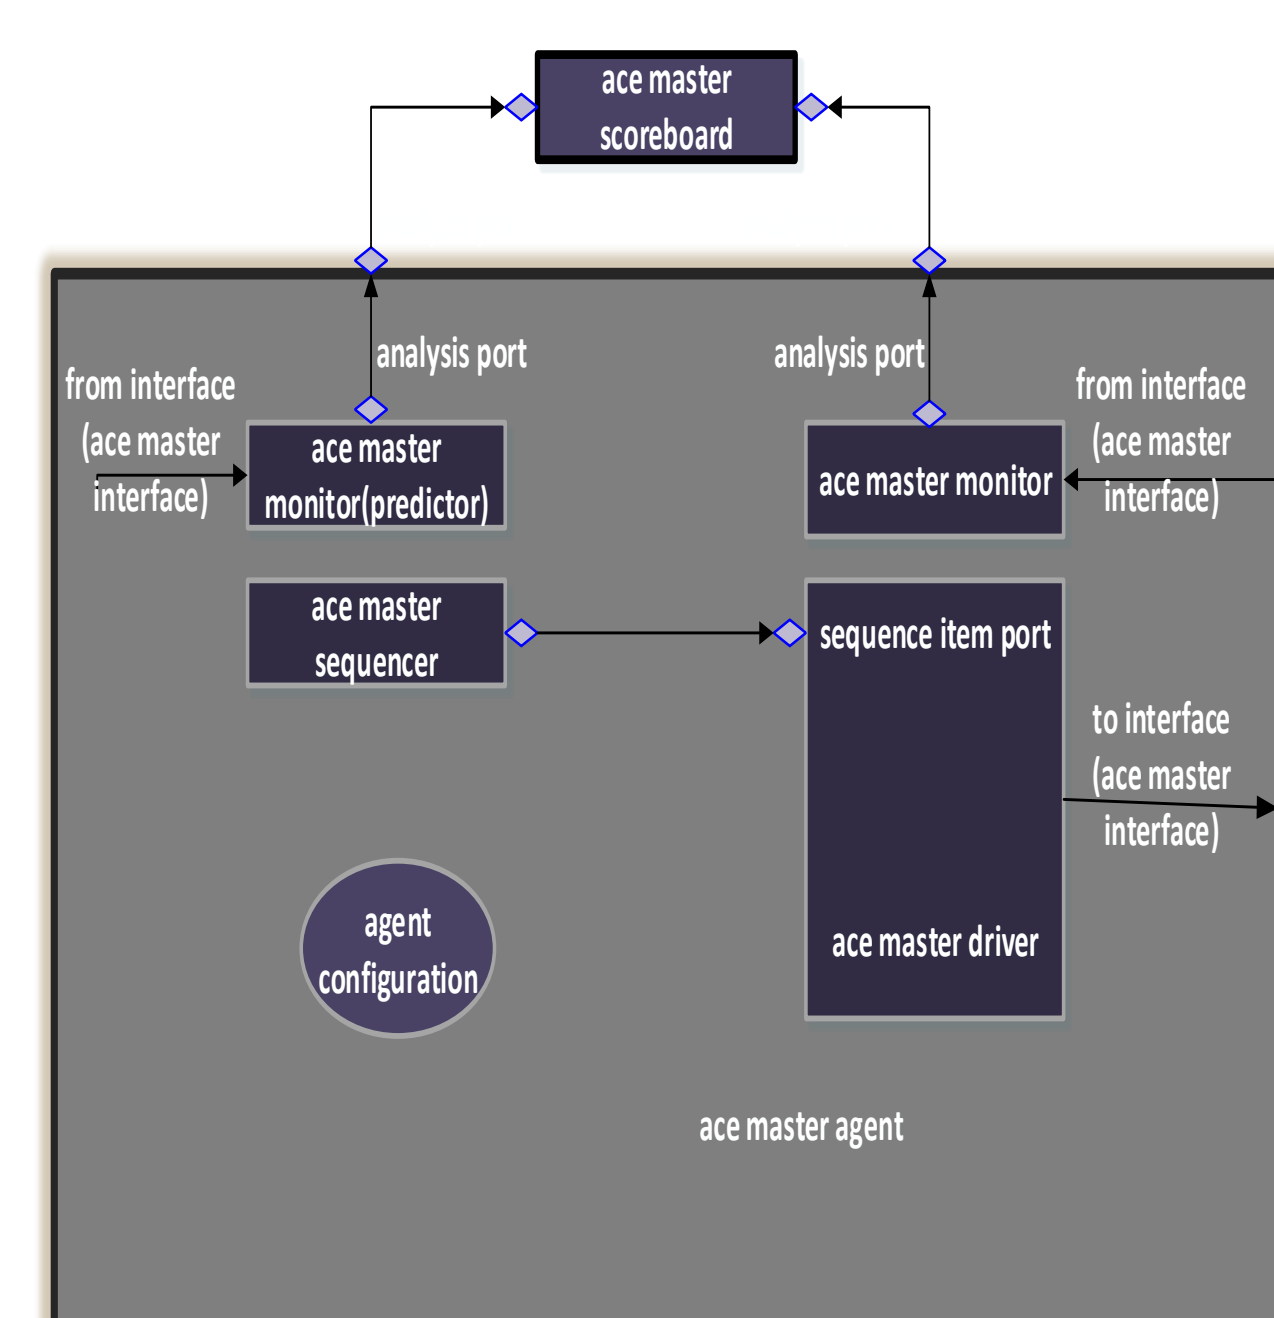 ace master
scoreboard
analysis port
analysis port
from interface
(ace master
interface)
from interface
(ace master
interface)
ace master
monitor(predictor)
ace master monitor
ace master
sequencer
sequence item port
to interface
(ace master
interface)
agent
configuration
ace master driver
ace master agent